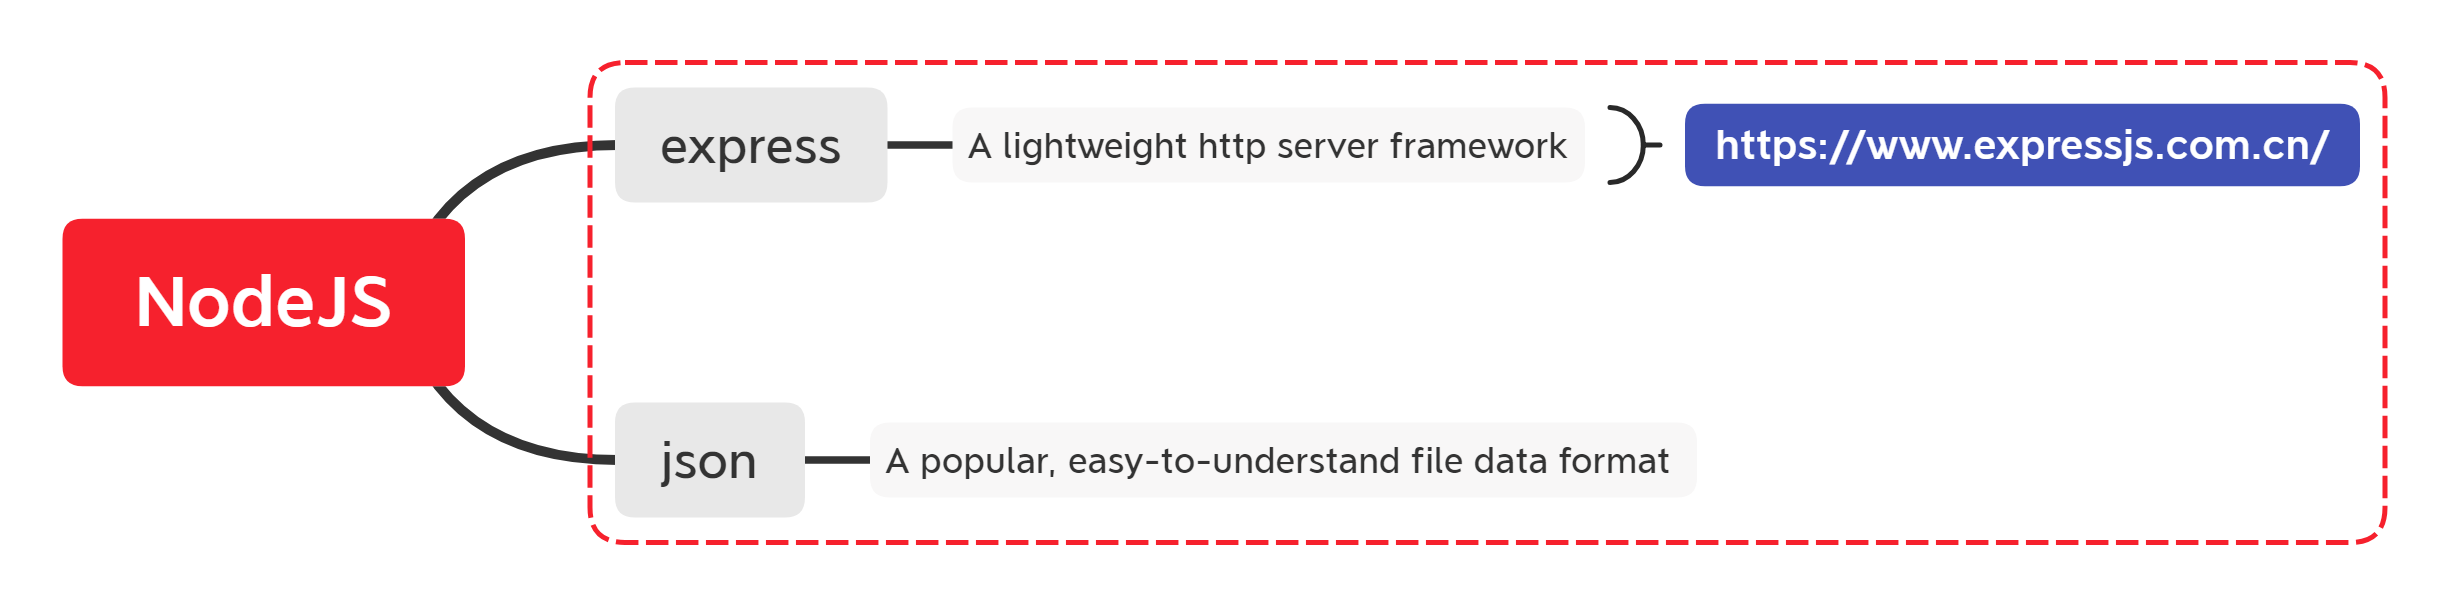 NodeJS
express
A lightweight http server framework
https://www.expressjs.com.cn/
json
A popular, easy-to-understand file data format